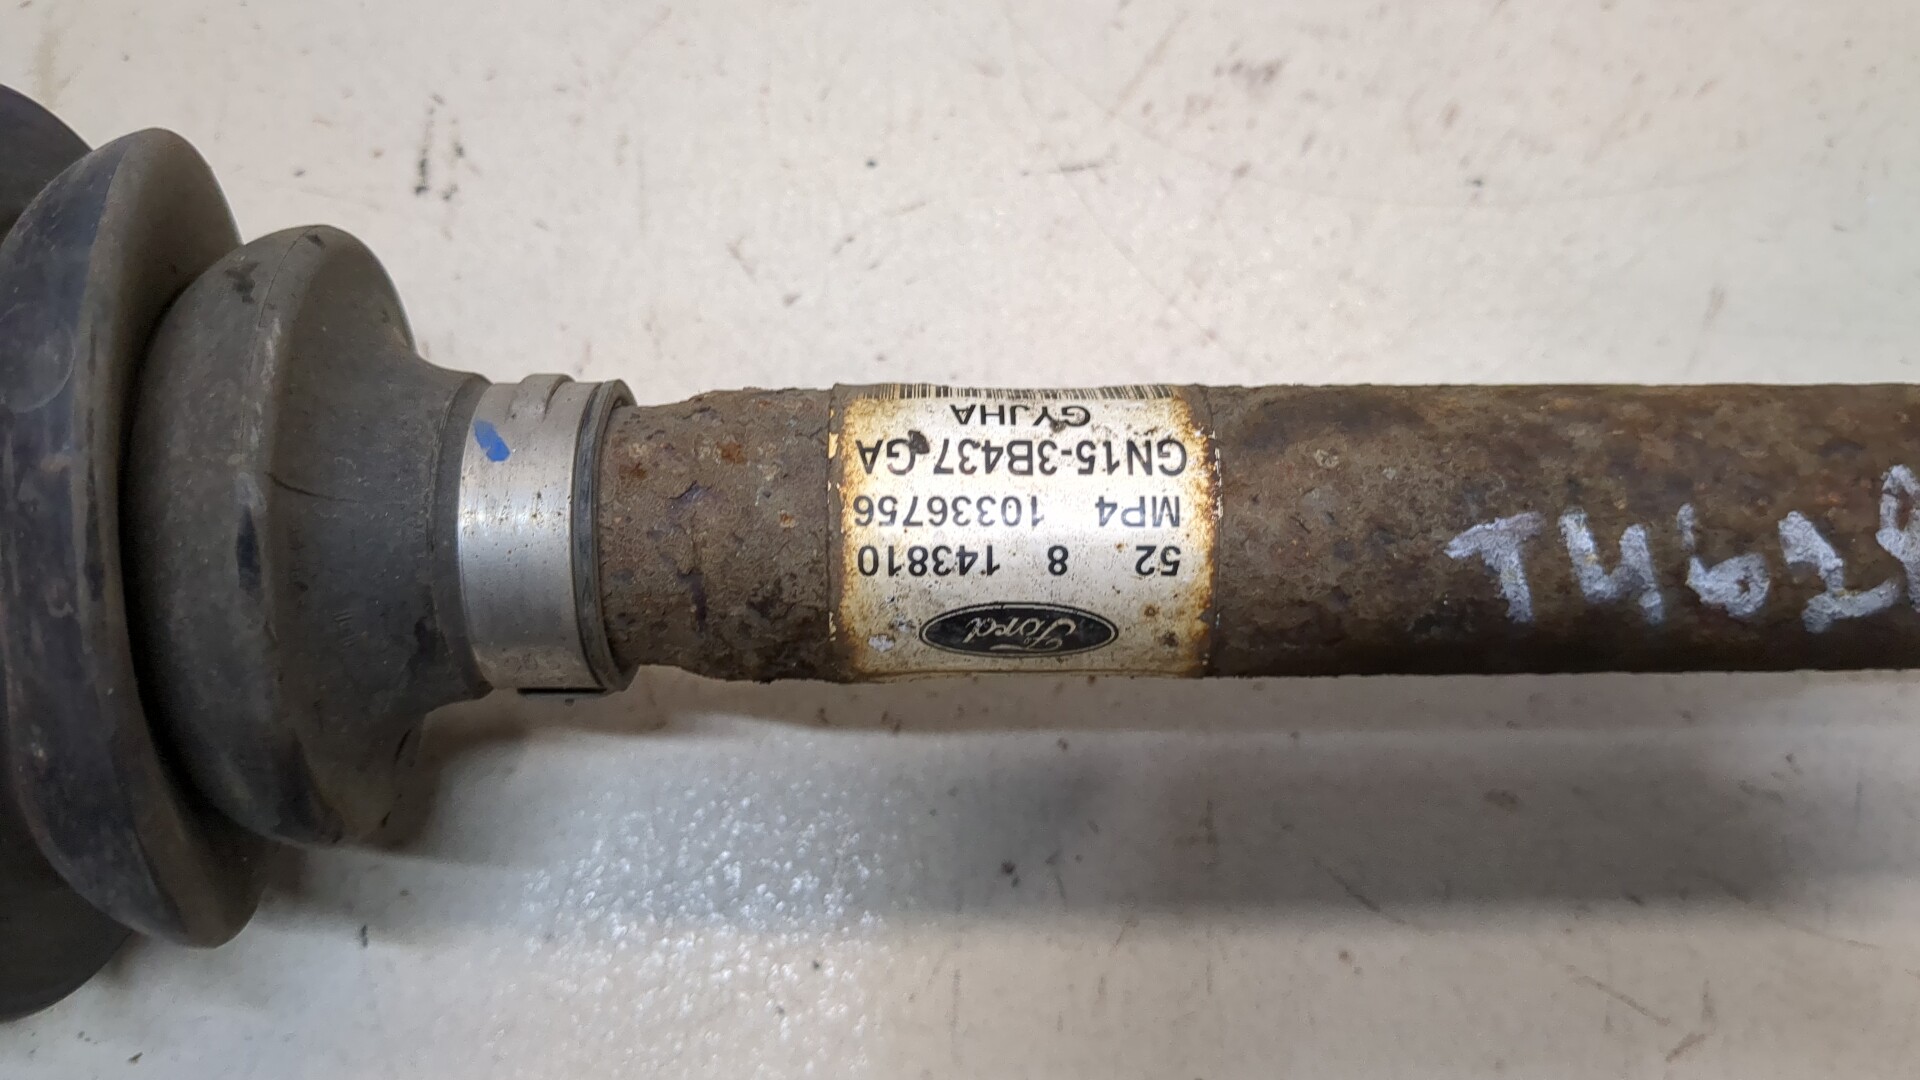 Ford
52 8 143810
MP4 10336756
GN15-3B437-GA
GYJHA